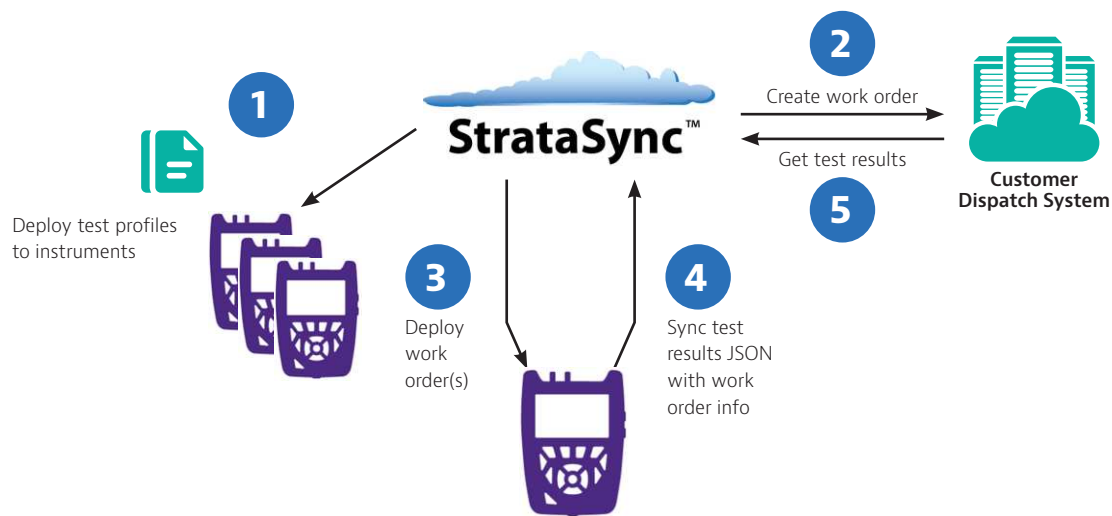 1
Deploy test profiles
to instruments
StrataSync™
2
Create work order
Get test results
5
Customer
Dispatch System
3
Deploy
work
order(s)
4
Sync test
results JSON
with work
order info